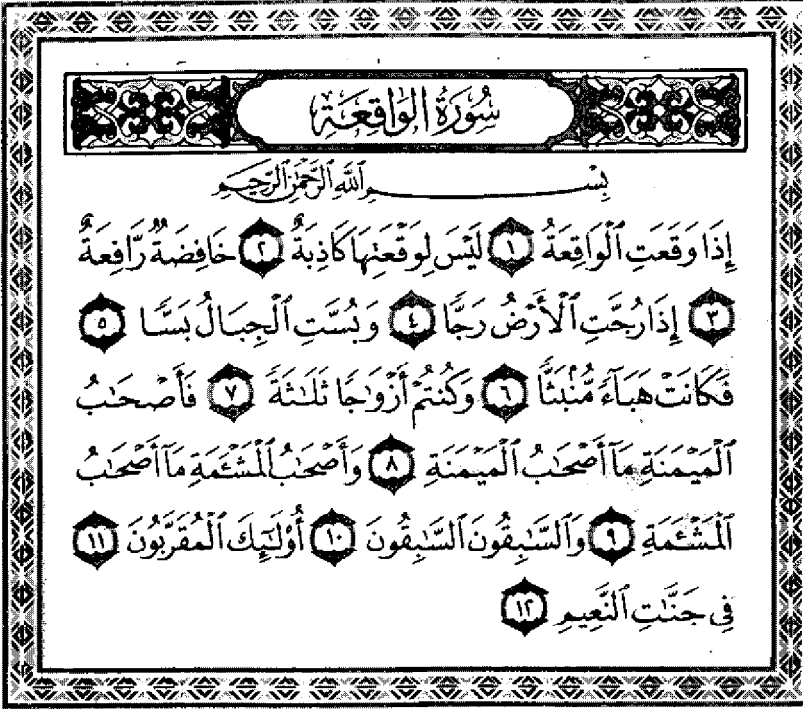 سُورَةُ الوَاقِعَةِ
بِسْمِ ٱللَّهِ ٱلرَّحْمَٰنِ ٱلرَّحِيمِ
إِذَا وَقَعَتِ ٱلْوَاقِعَةُ ١ لَيْسَ لِوَقْعَتِهَا كَاذِبَةٌ ٢ خَافِضَةٌ رَّافِعَةٌ
٣ إِذَا رُجَّتِ ٱلْأَرْضُ رَجًّا ٤ وَبُسَّتِ ٱلْجِبَالُ بَسًّا ٥
فَكَانَتْ هَبَآءً مُّنۢبَثًّا ٦ وَكُنتُمْ أَزْوَٰجًا ثَلَٰثَةً ٧ فَأَصْحَٰبُ
ٱلْمَيْمَنَةِ مَآ أَصْحَٰبُ ٱلْمَيْمَنَةِ ٨ وَأَصْحَٰبُ ٱلْمَشْـَٔمَةِ مَآ أَصْحَٰبُ
ٱلْمَشْـَٔمَةِ ٩ وَٱلسَّٰبِقُونَ ٱلسَّٰبِقُونَ ١٠ أُو۟لَٰٓئِكَ ٱلْمُقَرَّبُونَ ١١
فِى جَنَّٰتِ ٱلنَّعِيمِ ١٢